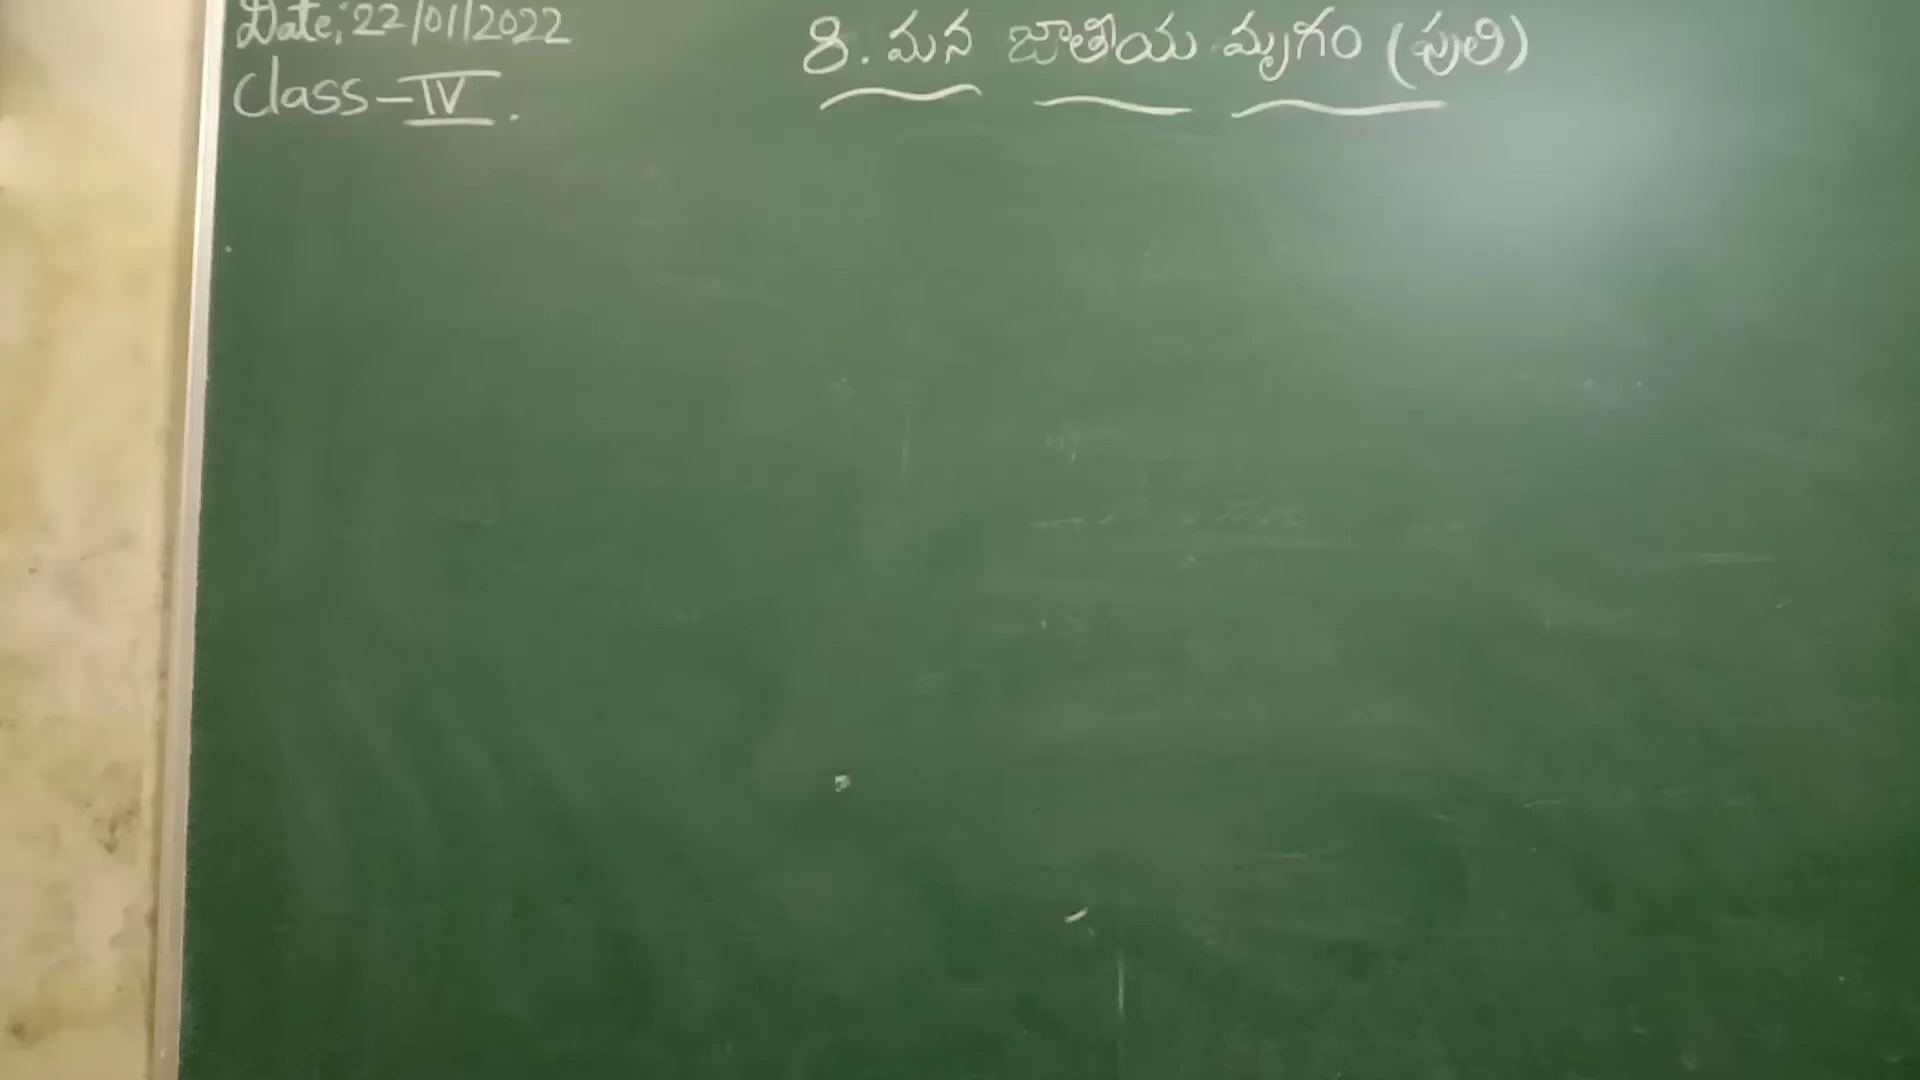 Date:22/01/2022
8. మన జాతీయ మృగం (పులి)
Class-IV.